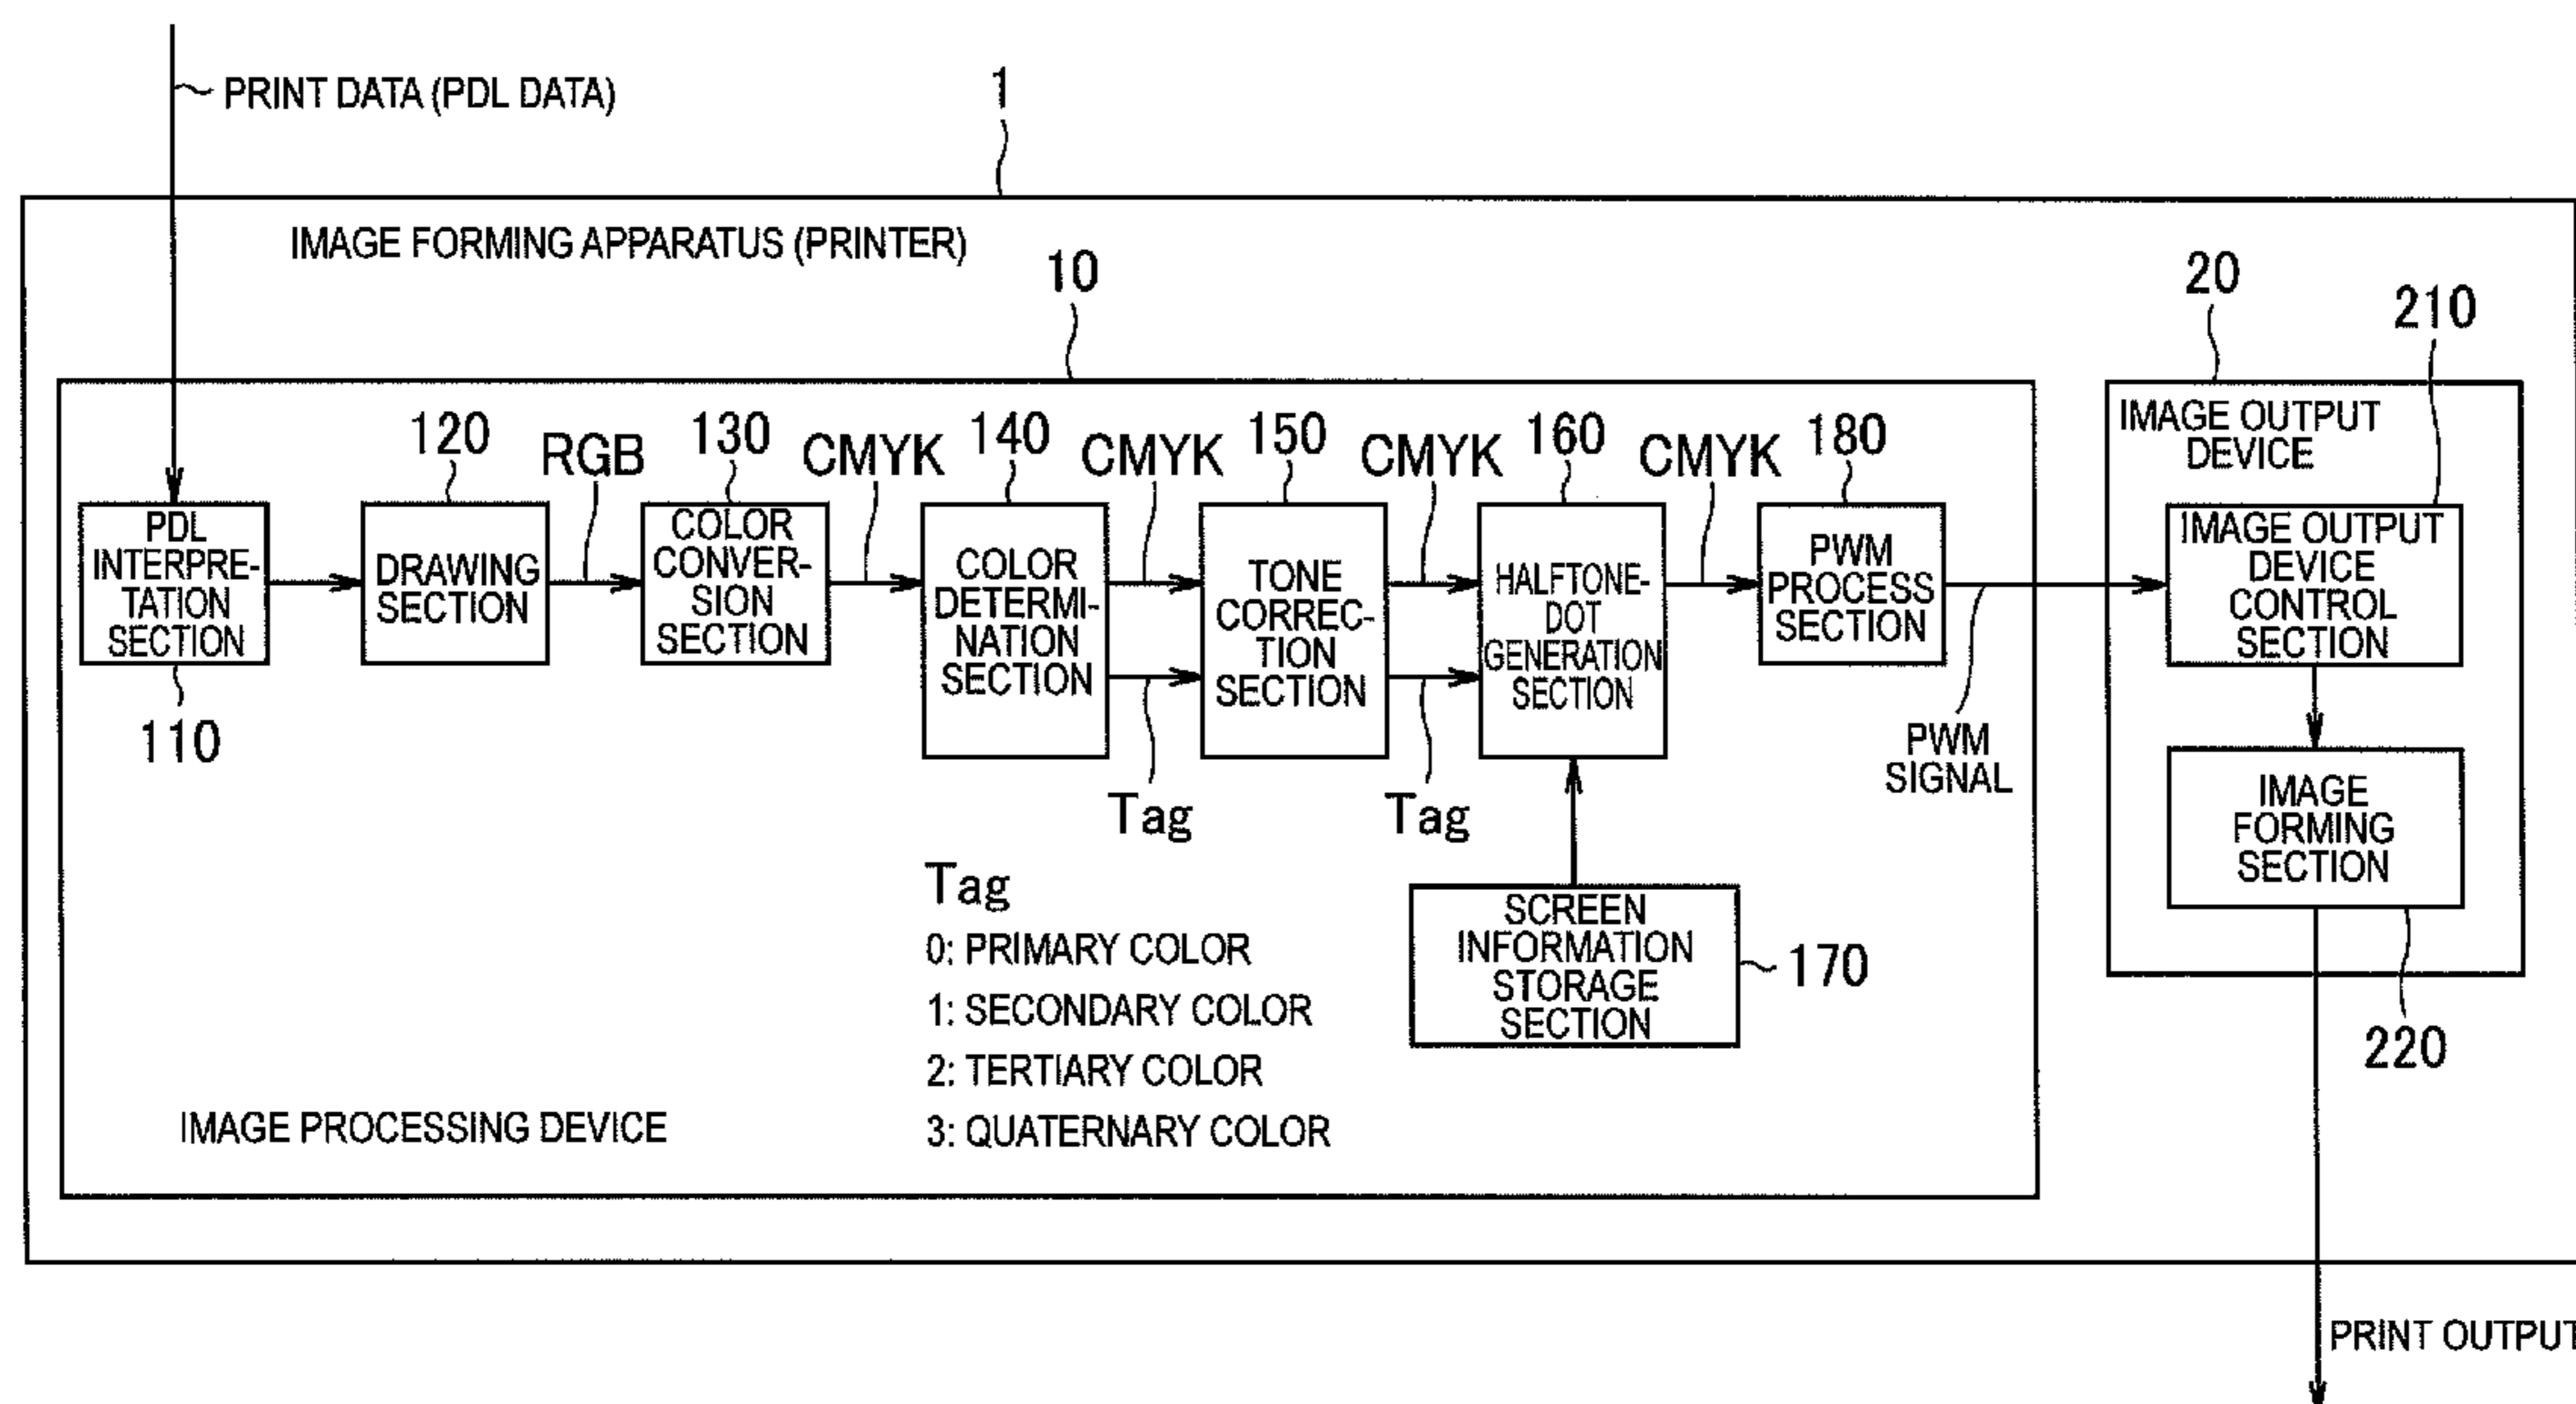 PRINT DATA (PDL DATA)
1
IMAGE FORMING APPARATUS (PRINTER)
10
20
210
IMAGE OUTPUT
DEVICE
120
RGB
130
CMYK
140
CMYK
150
CMYK
160
CMYK
180
PDL
INTERPRE-
TATION
SECTION
110
DRAWING
SECTION
COLOR
CONVER-
SION
SECTION
COLOR
DETERMI-
NATION
SECTION
TONE
CORREC-
TION
SECTION
HALFTONE-
DOT
GENERATION
SECTION
PWM
PROCESS
SECTION
IMAGE OUTPUT
DEVICE
CONTROL
SECTION
PWM
SIGNAL
IMAGE
FORMING
SECTION
220
Tag
Tag
Tag
0: PRIMARY COLOR
1: SECONDARY COLOR
2: TERTIARY COLOR
3: QUATERNARY COLOR
SCREEN
INFORMATION
STORAGE
SECTION
170
IMAGE PROCESSING DEVICE
PRINT OUTPUT